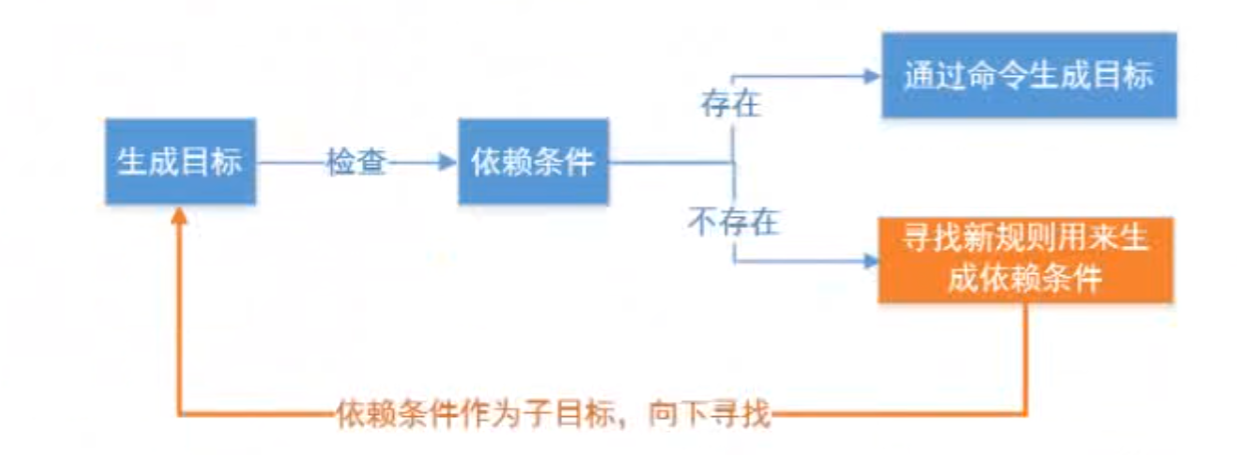 通过命令生成目标
存在
生成目标
检查
依赖条件
不存在
寻找新规则用来生
成依赖条件
依赖条件作为子目标，向下寻找